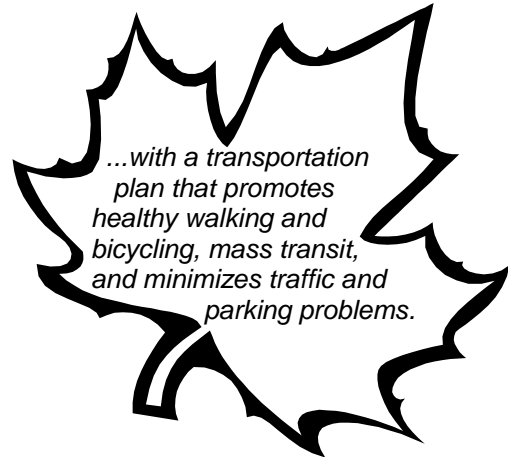 ...with a transportation
plan that promotes
healthy walking and
bicycling, mass transit,
and minimizes traffic and
parking problems.